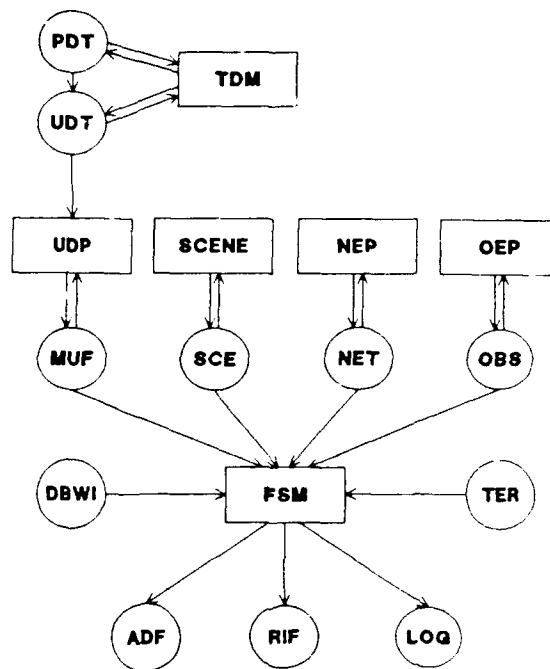 PDT
TDM
UDT
UDP
SCENE
NEP
OEP
MUF
SCE
NET
OBS
DBWI
FSM
TER
ADF
RIF
LOG